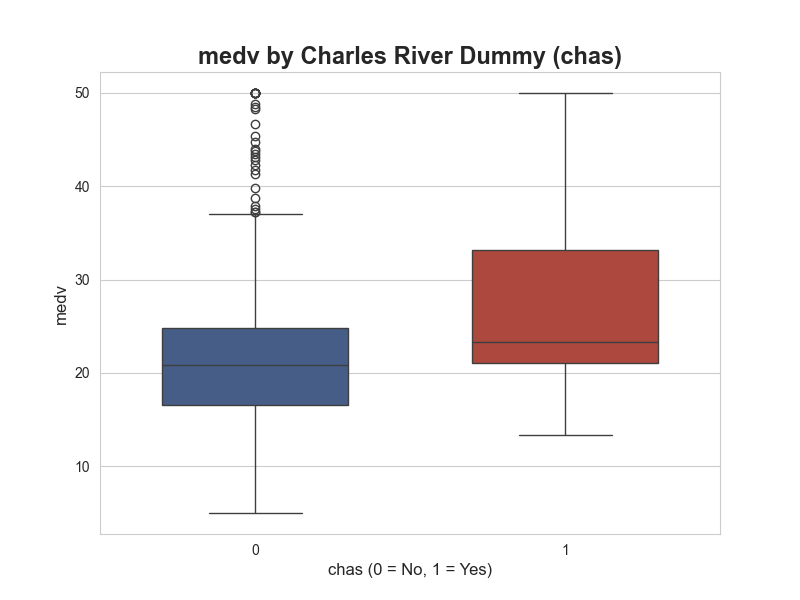 medv by Charles River Dummy (chas)
50
40
30
20
10
medv
0 1
chas (0 = No, 1 = Yes)